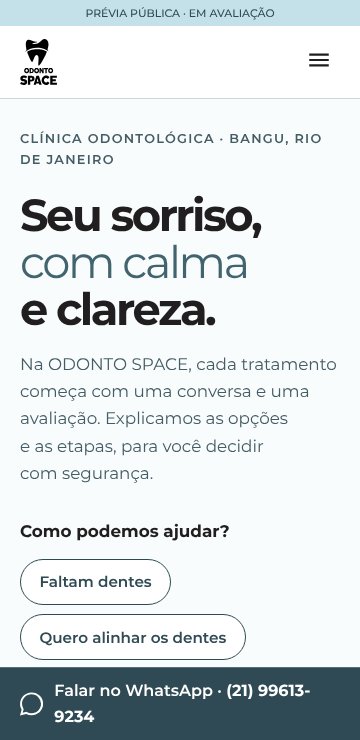 PRÉVIA PÚBLICA · EM AVALIAÇÃO
ODONTO
SPACE
CLÍNICA ODONTOLÓGICA · BANGU, RIO
DE JANEIRO
Seu sorriso,
com calma
e clareza.
Na ODONTO SPACE, cada tratamento
começa com uma conversa e uma
avaliação. Explicamos as opções
e as etapas, para você decidir
com segurança.
Como podemos ajudar?
Faltam dentes
Quero alinhar os dentes
Falar no WhatsApp · (21) 99613-
9234